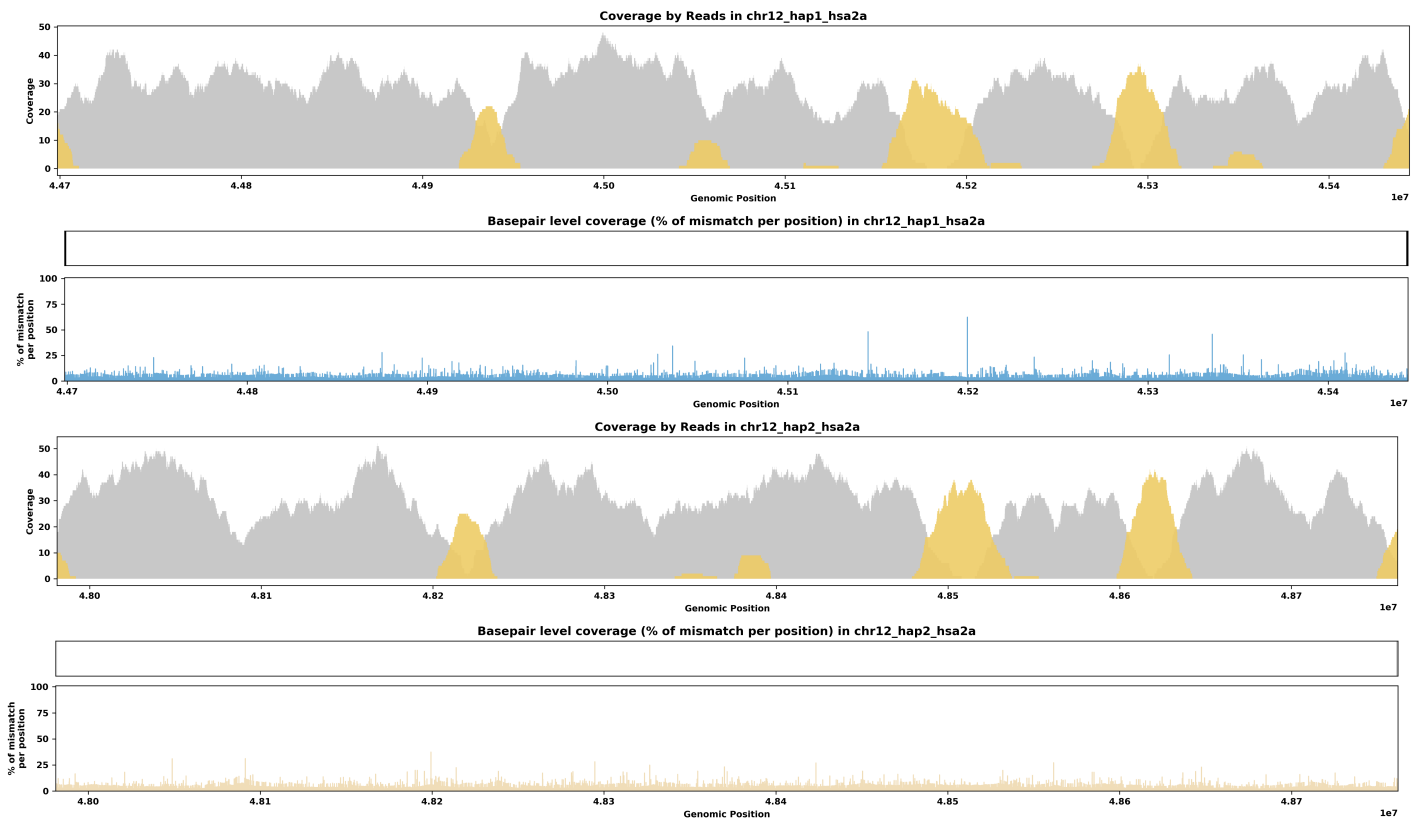 Coverage by Reads in chr12_hap1_hsa2a
50
40
30
20
10
0
Coverage
4.47 4.48 4.49 4.50 4.51 4.52 4.53 4.54
1e7
Genomic Position
Basepair level coverage (% of mismatch per position) in chr12_hap1_hsa2a
100
75
50
25
0
% of mismatch
per position
4.47 4.48 4.49 4.50 4.51 4.52 4.53 4.54
1e7
Genomic Position
Coverage by Reads in chr12_hap2_hsa2a
50
40
30
20
10
0
Coverage
4.80 4.81 4.82 4.83 4.84 4.85 4.86 4.87
1e7
Genomic Position
Basepair level coverage (% of mismatch per position) in chr12_hap2_hsa2a
100
75
50
25
0
% of mismatch
per position
4.80 4.81 4.82 4.83 4.84 4.85 4.86 4.87
1e7
Genomic Position